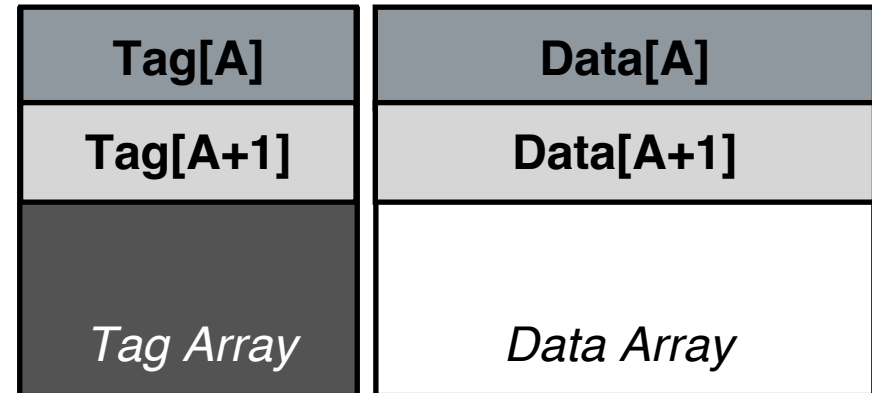 Tag[A] Data[A]
Tag[A+1] Data[A+1]
Tag Array Data Array